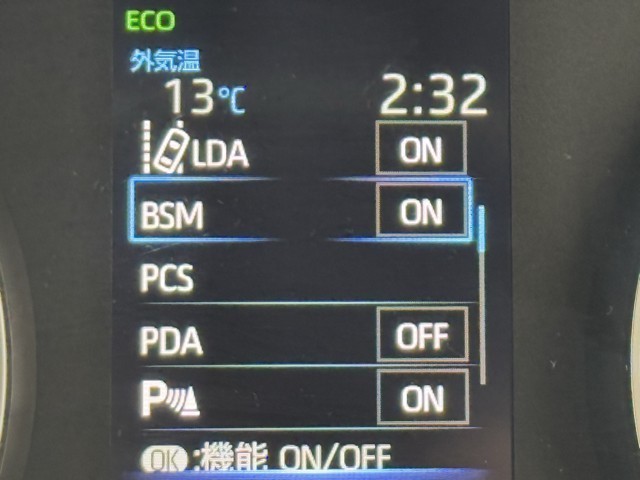 ECO
外気温
13℃ 2:32
LDA ON
BSM ON
PCS
PDA OFF
P ON
OK:機能 ON/OFF